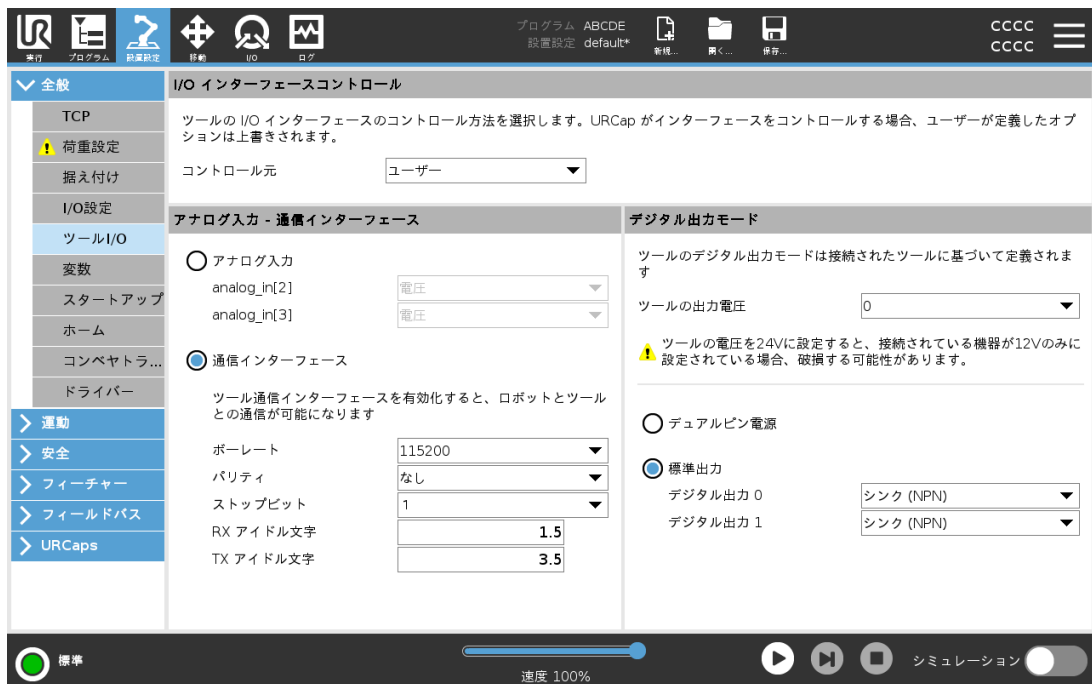 UR
プログラム ABCDE
設置設定 default*
CCCC
CCCC
実行
プログラム
設置設定
移動
I/O
ログ
新規...
開く...
保存...
全般
TCP
荷重設定
据え付け
I/O設定
ツールI/O
変数
スタートアップ
ホーム
コンベヤトラ...
ドライバー
運動
安全
フィーチャー
フィールドバス
URCaps
I/O インターフェースコントロール
ツールの I/O インターフェースのコントロール方法を選択します。URCap がインターフェースをコントロールする場合、ユーザーが定義したオプ
ションは上書きされます。
コントロール元 ユーザー
アナログ入力 - 通信インターフェース
アナログ入力
analog_in[2] 電圧
analog_in[3] 電圧
通信インターフェース
ツール通信インターフェースを有効化すると、ロボットとツール
との通信が可能になります
ボーレート 115200
パリティ なし
ストップビット 1
RX アイドル文字 1.5
TX アイドル文字 3.5
デジタル出力モード
ツールのデジタル出力モードは接続されたツールに基づいて定義されま
す
ツールの出力電圧 0
ツールの電圧を24Vに設定すると、接続されている機器が12Vのみに
設定されている場合、破損する可能性があります。
デュアルピン電源
標準出力
デジタル出力 0 シンク (NPN)
デジタル出力 1 シンク (NPN)
標準
速度 100%
シミュレーション